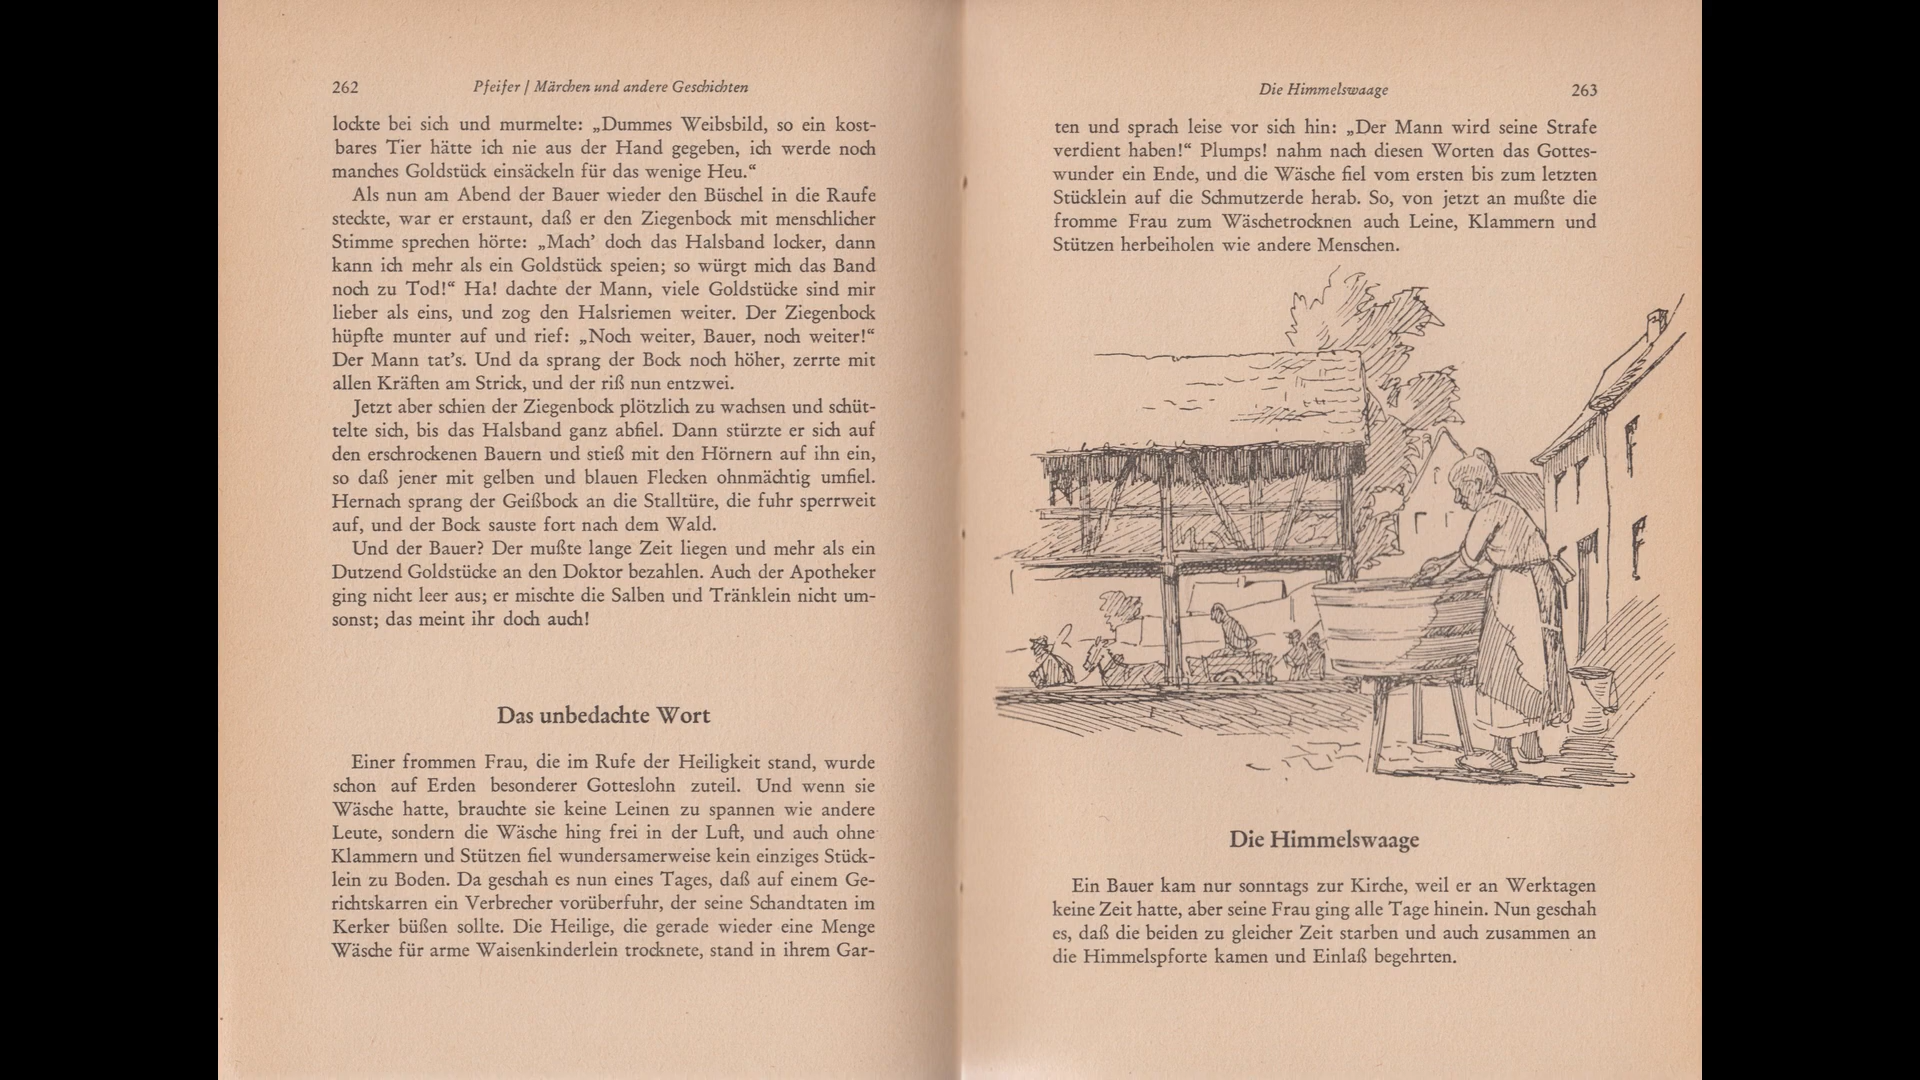 262
Pfeifer / Märchen und andere Geschichten
lockte bei sich und murmelte: „Dummes Weibsbild, so ein kost-
bares Tier hätte ich nie aus der Hand gegeben, ich werde noch
manches Goldstück einsäckeln für das wenige Heu.“
Als nun am Abend der Bauer wieder den Büschel in die Raufe
steckte, war er erstaunt, daß er den Ziegenbock mit menschlicher
Stimme sprechen hörte: „Mach’ doch das Halsband locker, dann
kann ich mehr als ein Goldstück speien; so würgt mich das Band
noch zu Tod!“ Ha! dachte der Mann, viele Goldstücke sind mir
lieber als eins, und zog den Halsriemen weiter. Der Ziegenbock
hüpfte munter auf und rief: „Noch weiter, Bauer, noch weiter!“
Der Mann tat’s. Und da sprang der Bock noch höher, zerrte mit
allen Kräften am Strick, und der riß nun entzwei.
Jetzt aber schien der Ziegenbock plötzlich zu wachsen und schüt-
telte sich, bis das Halsband ganz abfiel. Dann stürzte er sich auf
den erschrockenen Bauern und stieß mit den Hörnern auf ihn ein,
so daß jener mit gelben und blauen Flecken ohnmächtig umfiel.
Hernach sprang der Geißbock an die Stalltüre, die fuhr sperrweit
auf, und der Bock sauste fort nach dem Wald.
Und der Bauer? Der mußte lange Zeit liegen und mehr als ein
Dutzend Goldstücke an den Doktor bezahlen. Auch der Apotheker
ging nicht leer aus; er mischte die Salben und Tränklein nicht um-
sonst; das meint ihr doch auch!
Das unbedachte Wort
Einer frommen Frau, die im Rufe der Heiligkeit stand, wurde
schon auf Erden besonderer Gotteslohn zuteil. Und wenn sie
Wäsche hatte, brauchte sie keine Leinen zu spannen wie andere
Leute, sondern die Wäsche hing frei in der Luft, und auch ohne
Klammern und Stützen fiel wundersamerweise kein einziges Stück-
lein zu Boden. Da geschah es nun eines Tages, daß auf einem Ge-
richtskarren ein Verbrecher vorüberfuhr, der seine Schandtaten im
Kerker büßen sollte. Die Heilige, die gerade wieder eine Menge
Wäsche für arme Waisenkinderlein trocknete, stand in ihrem Gar-
Die Himmelswaage
263
ten und sprach leise vor sich hin: „Der Mann wird seine Strafe
verdient haben!“ Plumps! nahm nach diesen Worten das Gottes-
wunder ein Ende, und die Wäsche fiel vom ersten bis zum letzten
Stücklein auf die Schmutzerde herab. So, von jetzt an mußte die
fromme Frau zum Wäschetrocknen auch Leine, Klammern und
Stützen herbeiholen wie andere Menschen.
Die Himmelswaage
Ein Bauer kam nur sonntags zur Kirche, weil er an Werktagen
keine Zeit hatte, aber seine Frau ging alle Tage hinein. Nun geschah
es, daß die beiden zu gleicher Zeit starben und auch zusammen an
die Himmelspforte kamen und Einlaß begehrten.